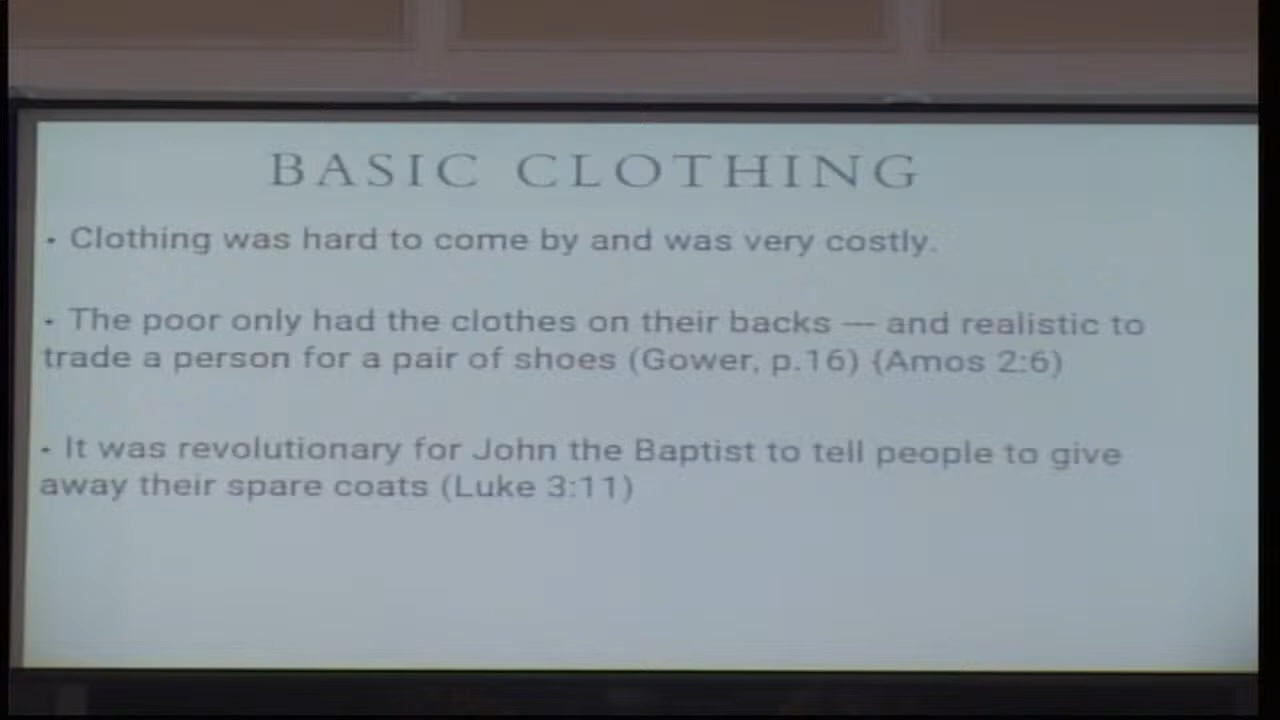 BASIC CLOTHING
· Clothing was hard to come by and was very costly.
· The poor only had the clothes on their backs — and realistic to
trade a person for a pair of shoes (Gower, p.16) {Amos 2:6)
· It was revolutionary for John the Baptist to tell people to give
away their spare coats (Luke 3:11)